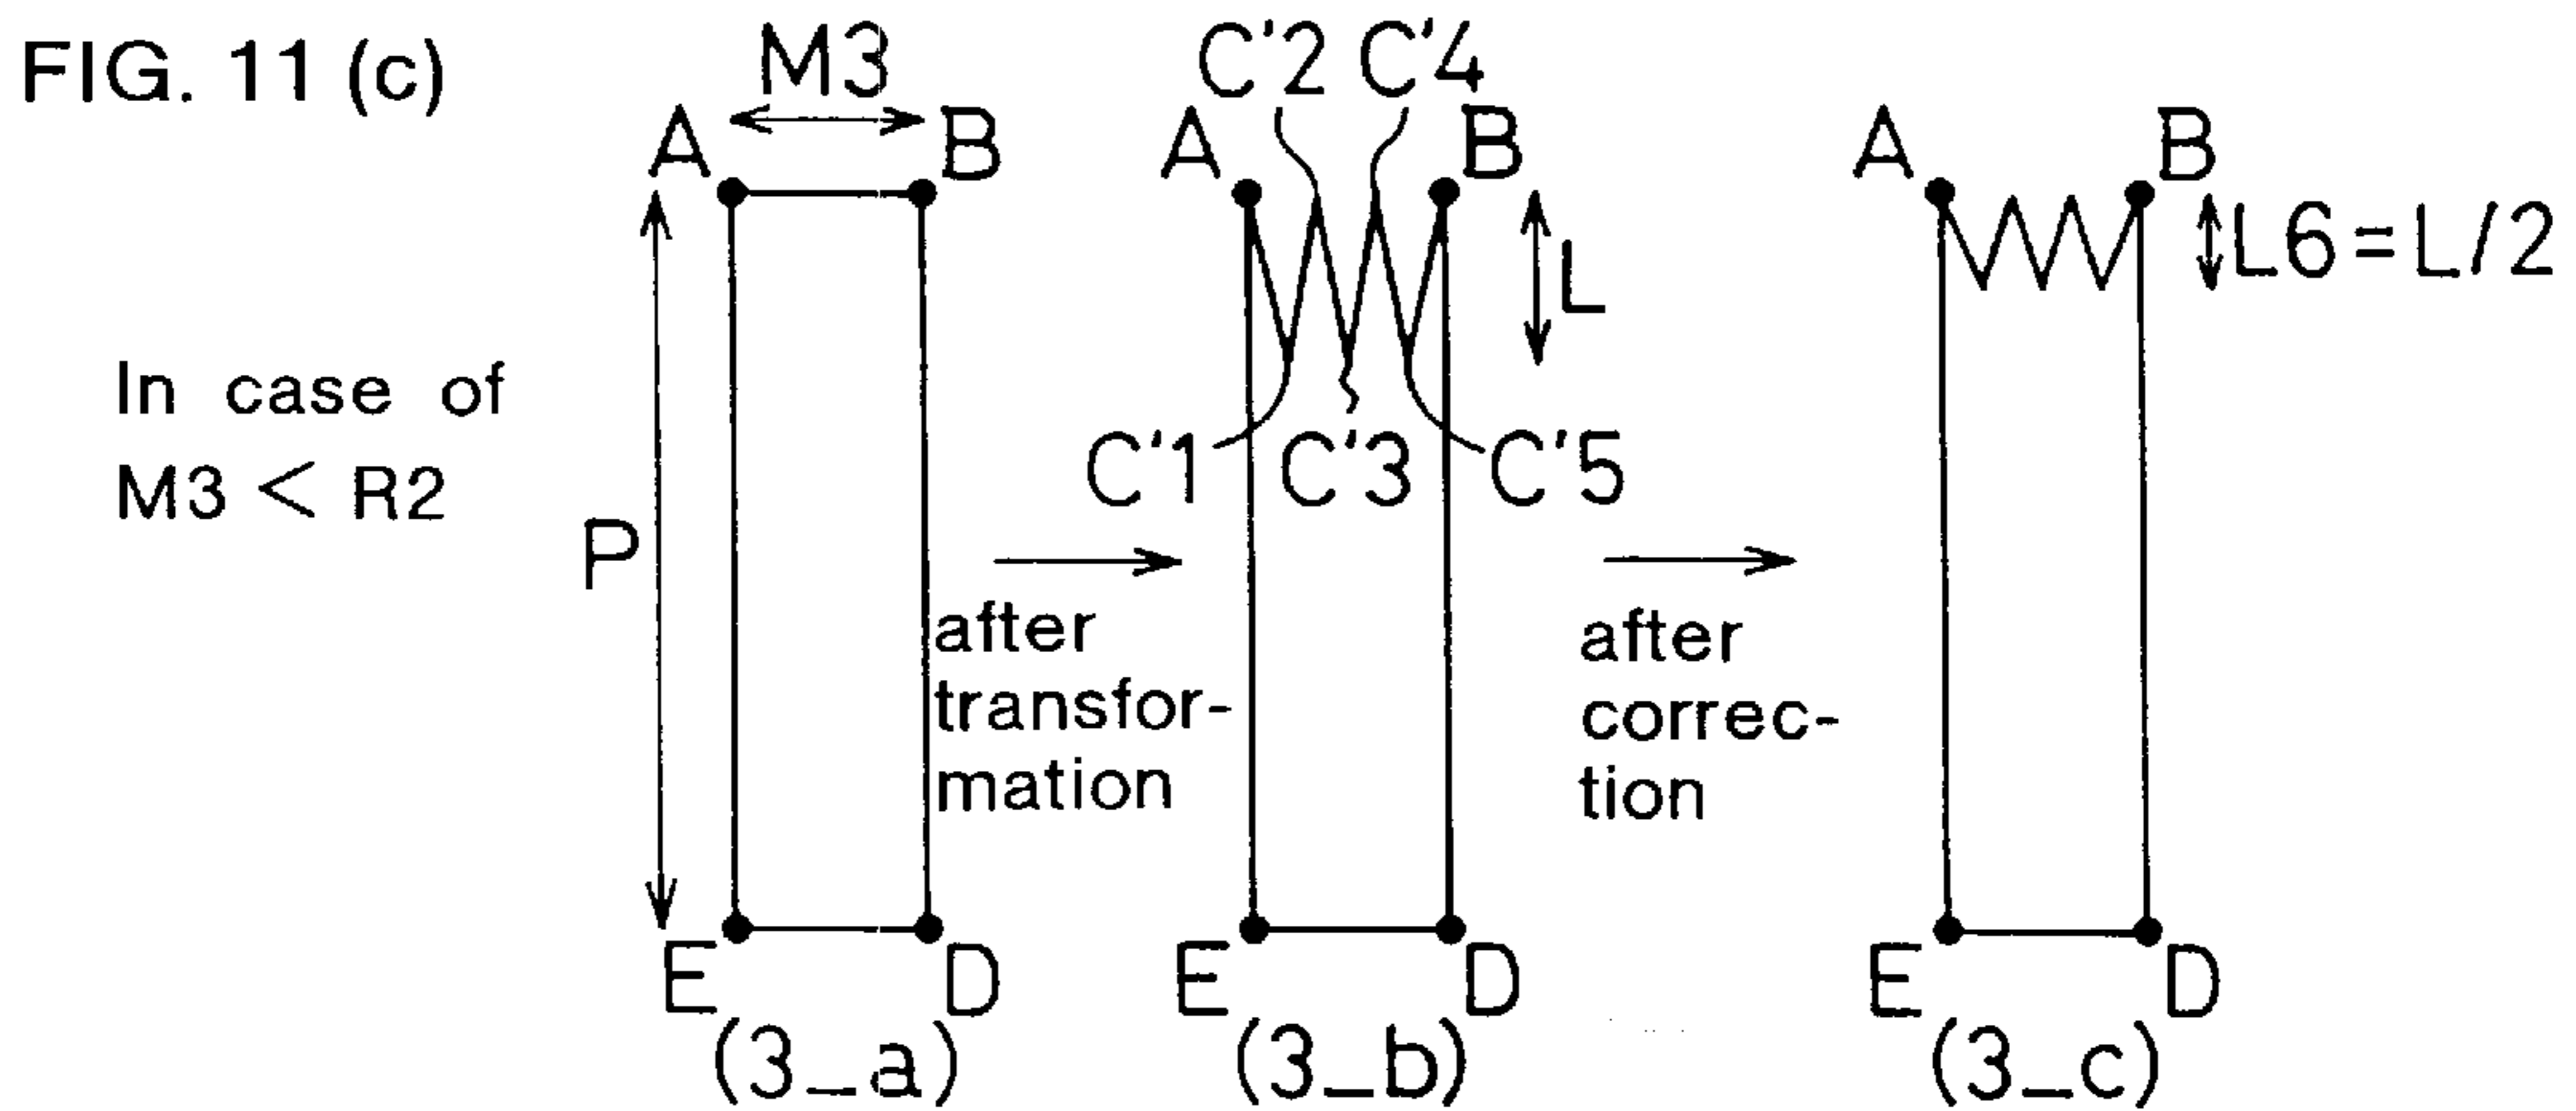 FIG. 11 (c)
In case of
M3 < R2
M3
A
B
P
E
D
(3_a)
after
transfor-
mation
C'2 C'4
A
B
L
C'1
C'3
C'5
E
D
(3_b)
after
correc-
tion
A
B
L6=L/2
E
D
(3_c)